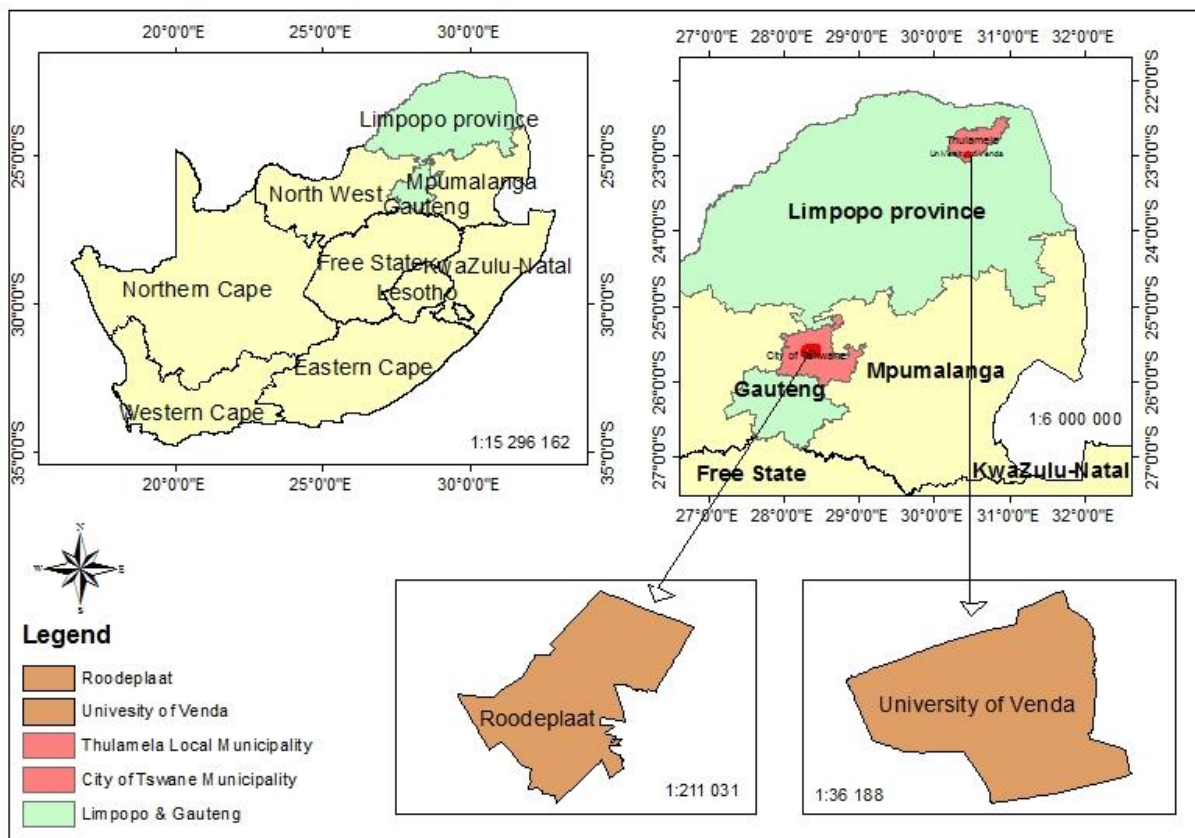 20°0'0"E 25°0'0"E 30°0'0"E
25°0'0"S
30°0'0"S
35°0'0"S
Limpopo province
North West
Mpumalanga
Gauteng
Free State
KwaZulu-Natal
Lesotho
Northern Cape
Eastern Cape
Western Cape
1:15 296 162
25°0'0"S
30°0'0"S
35°0'0"S
20°0'0"E 25°0'0"E 30°0'0"E
27°0'0"E 28°0'0"E 29°0'0"E 30°0'0"E 31°0'0"E 32°0'0"E
23°0'0"S
24°0'0"S
25°0'0"S
26°0'0"S
27°0'0"S
Thulamela
Limpopo province
City of
Gauteng
Mpumalanga
1:6 000 000
Free State
KwaZulu-Natal
22°0'0"S
23°0'0"S
24°0'0"S
25°0'0"S
26°0'0"S
27°0'0"S
27°0'0"E 28°0'0"E 29°0'0"E 30°0'0"E 31°0'0"E 32°0'0"E
N
W E
S
Legend
Roodeplaat
Univesity of Venda
Thulamela Local Municipality
City of Tswane Municipality
Limpopo & Gauteng
Roodeplaat
1:211 031
University of Venda
1:36 188